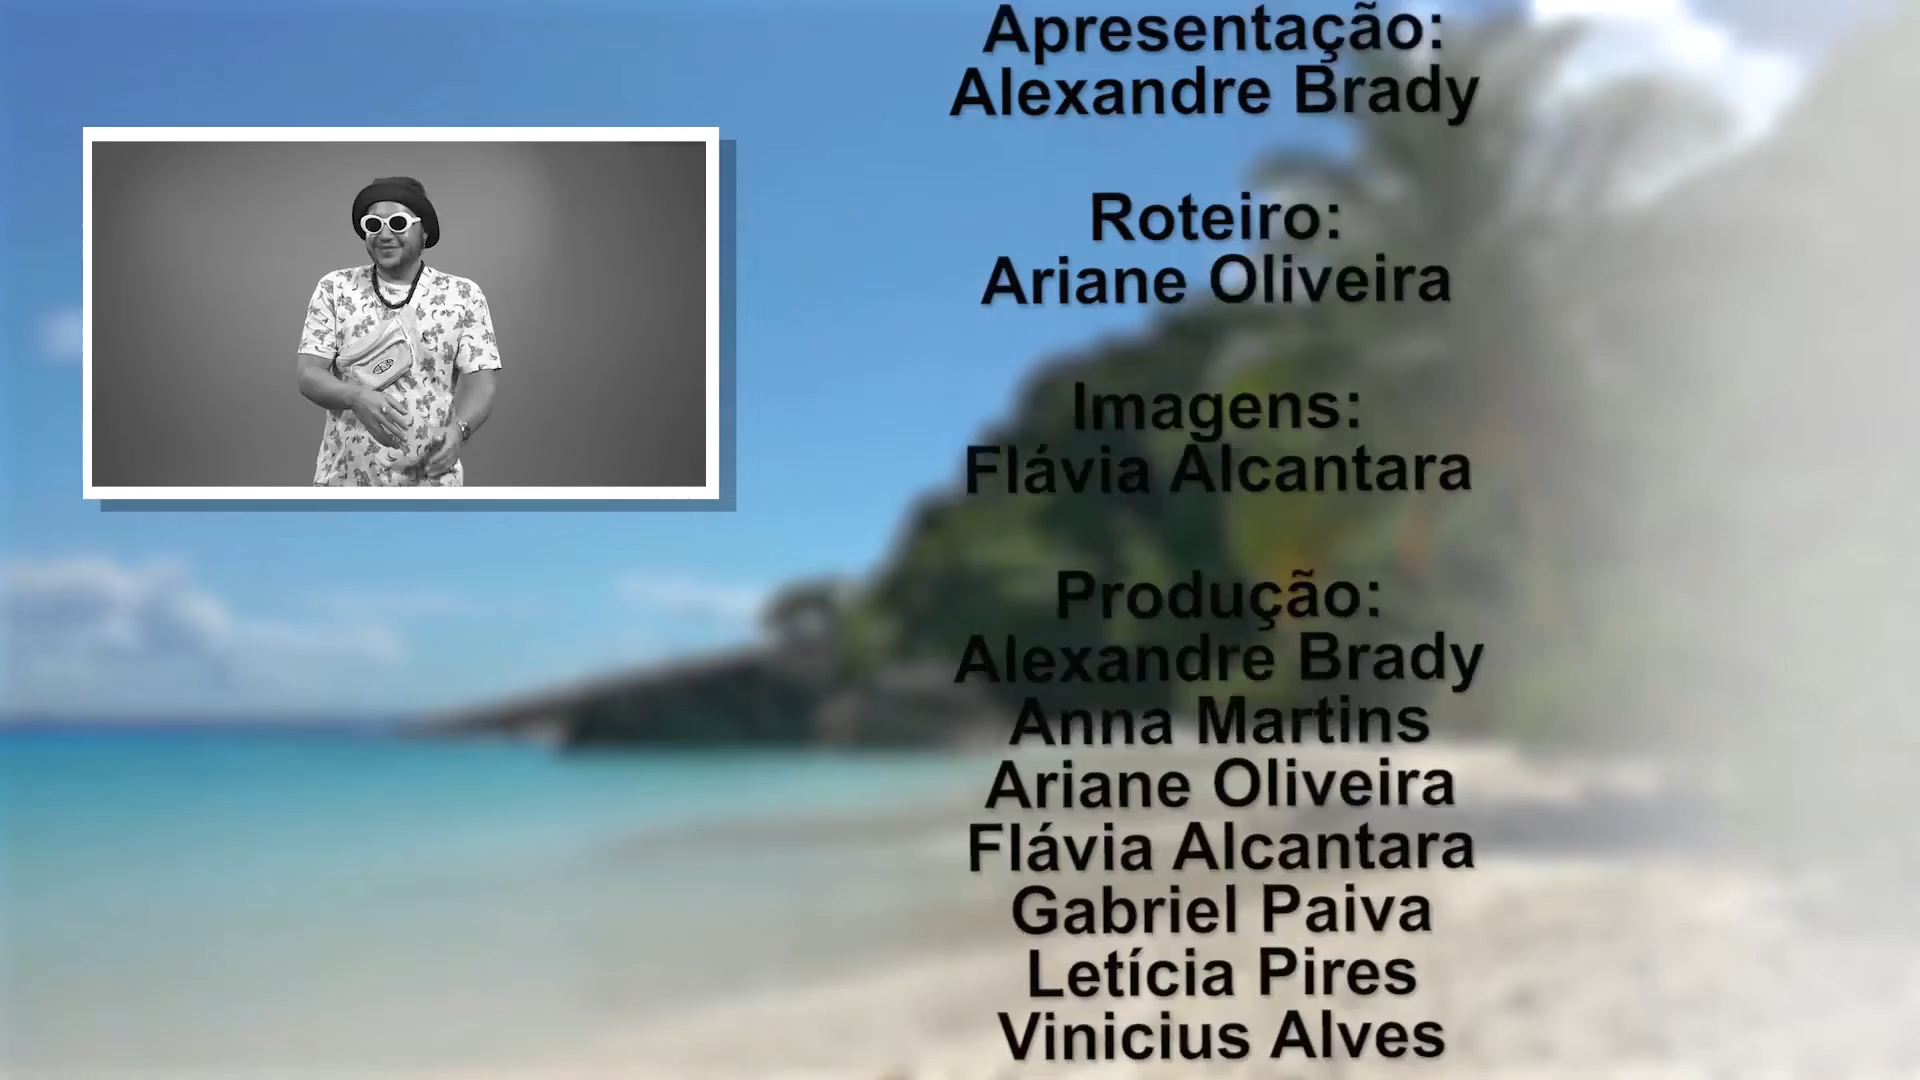 Apresentação:
Alexandre Brady
Roteiro:
Ariane Oliveira
Imagens:
Flávia Alcantara
Produção:
Alexandre Brady
Anna Martins
Ariane Oliveira
Flávia Alcantara
Gabriel Paiva
Letícia Pires
Vinicius Alves